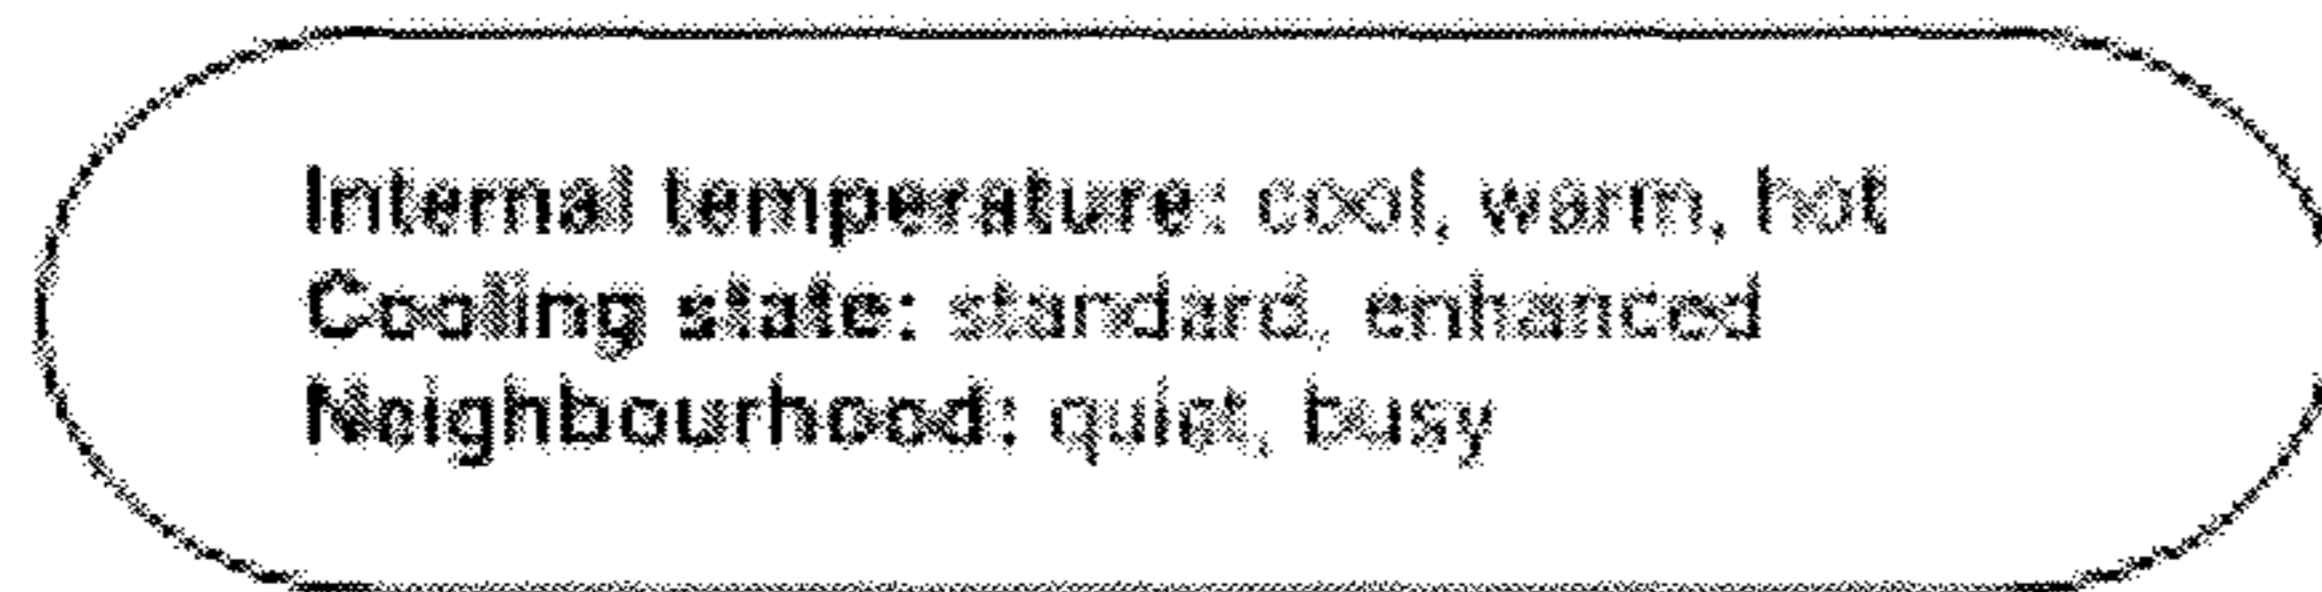 Internal temperature: cool, warm, hot
Cooling state: standard, enhanced
Neighbourhood: quiet, busy